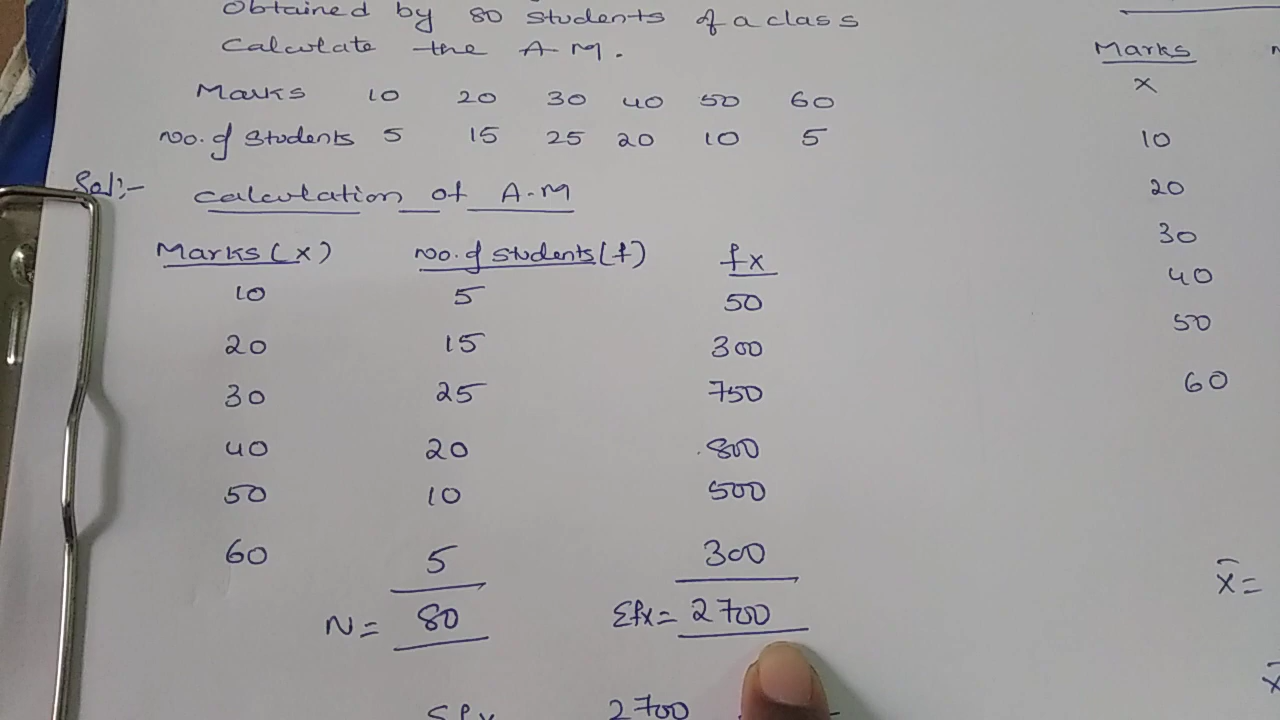 Obtained by 80 students of a class
Calculate the A.M.
Marks 10 20 30 40 50 60
No. of Students 5 15 25 20 10 5
Sol:-
Calculation of A.M
Marks (x) No. of students (f) fx
10 5 50
20 15 300
30 25 750
40 20 800
50 10 500
60 5 300
N = 80 Σfx = 2700
2700
Marks
x
10
20
30
40
50
60
x̄ =
x̄